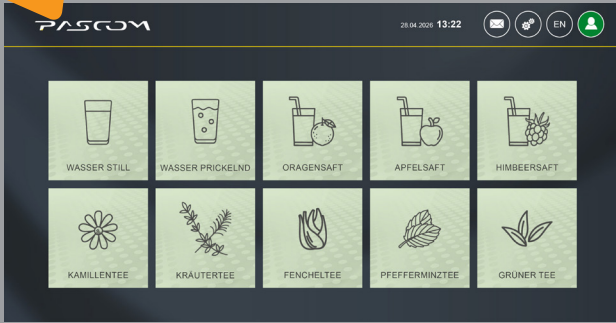 PASCOM
28.04.2026 13:22
EN
WASSER STILL
WASSER PRICKELND
ORAGENSAFT
APFELSAFT
HIMBEERSAFT
KAMILLENTEE
KRÄUTERTEE
FENCHELTEE
PFEFFERMINZTEE
GRÜNER TEE